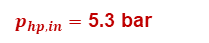 p_hp,in = 5.3 bar